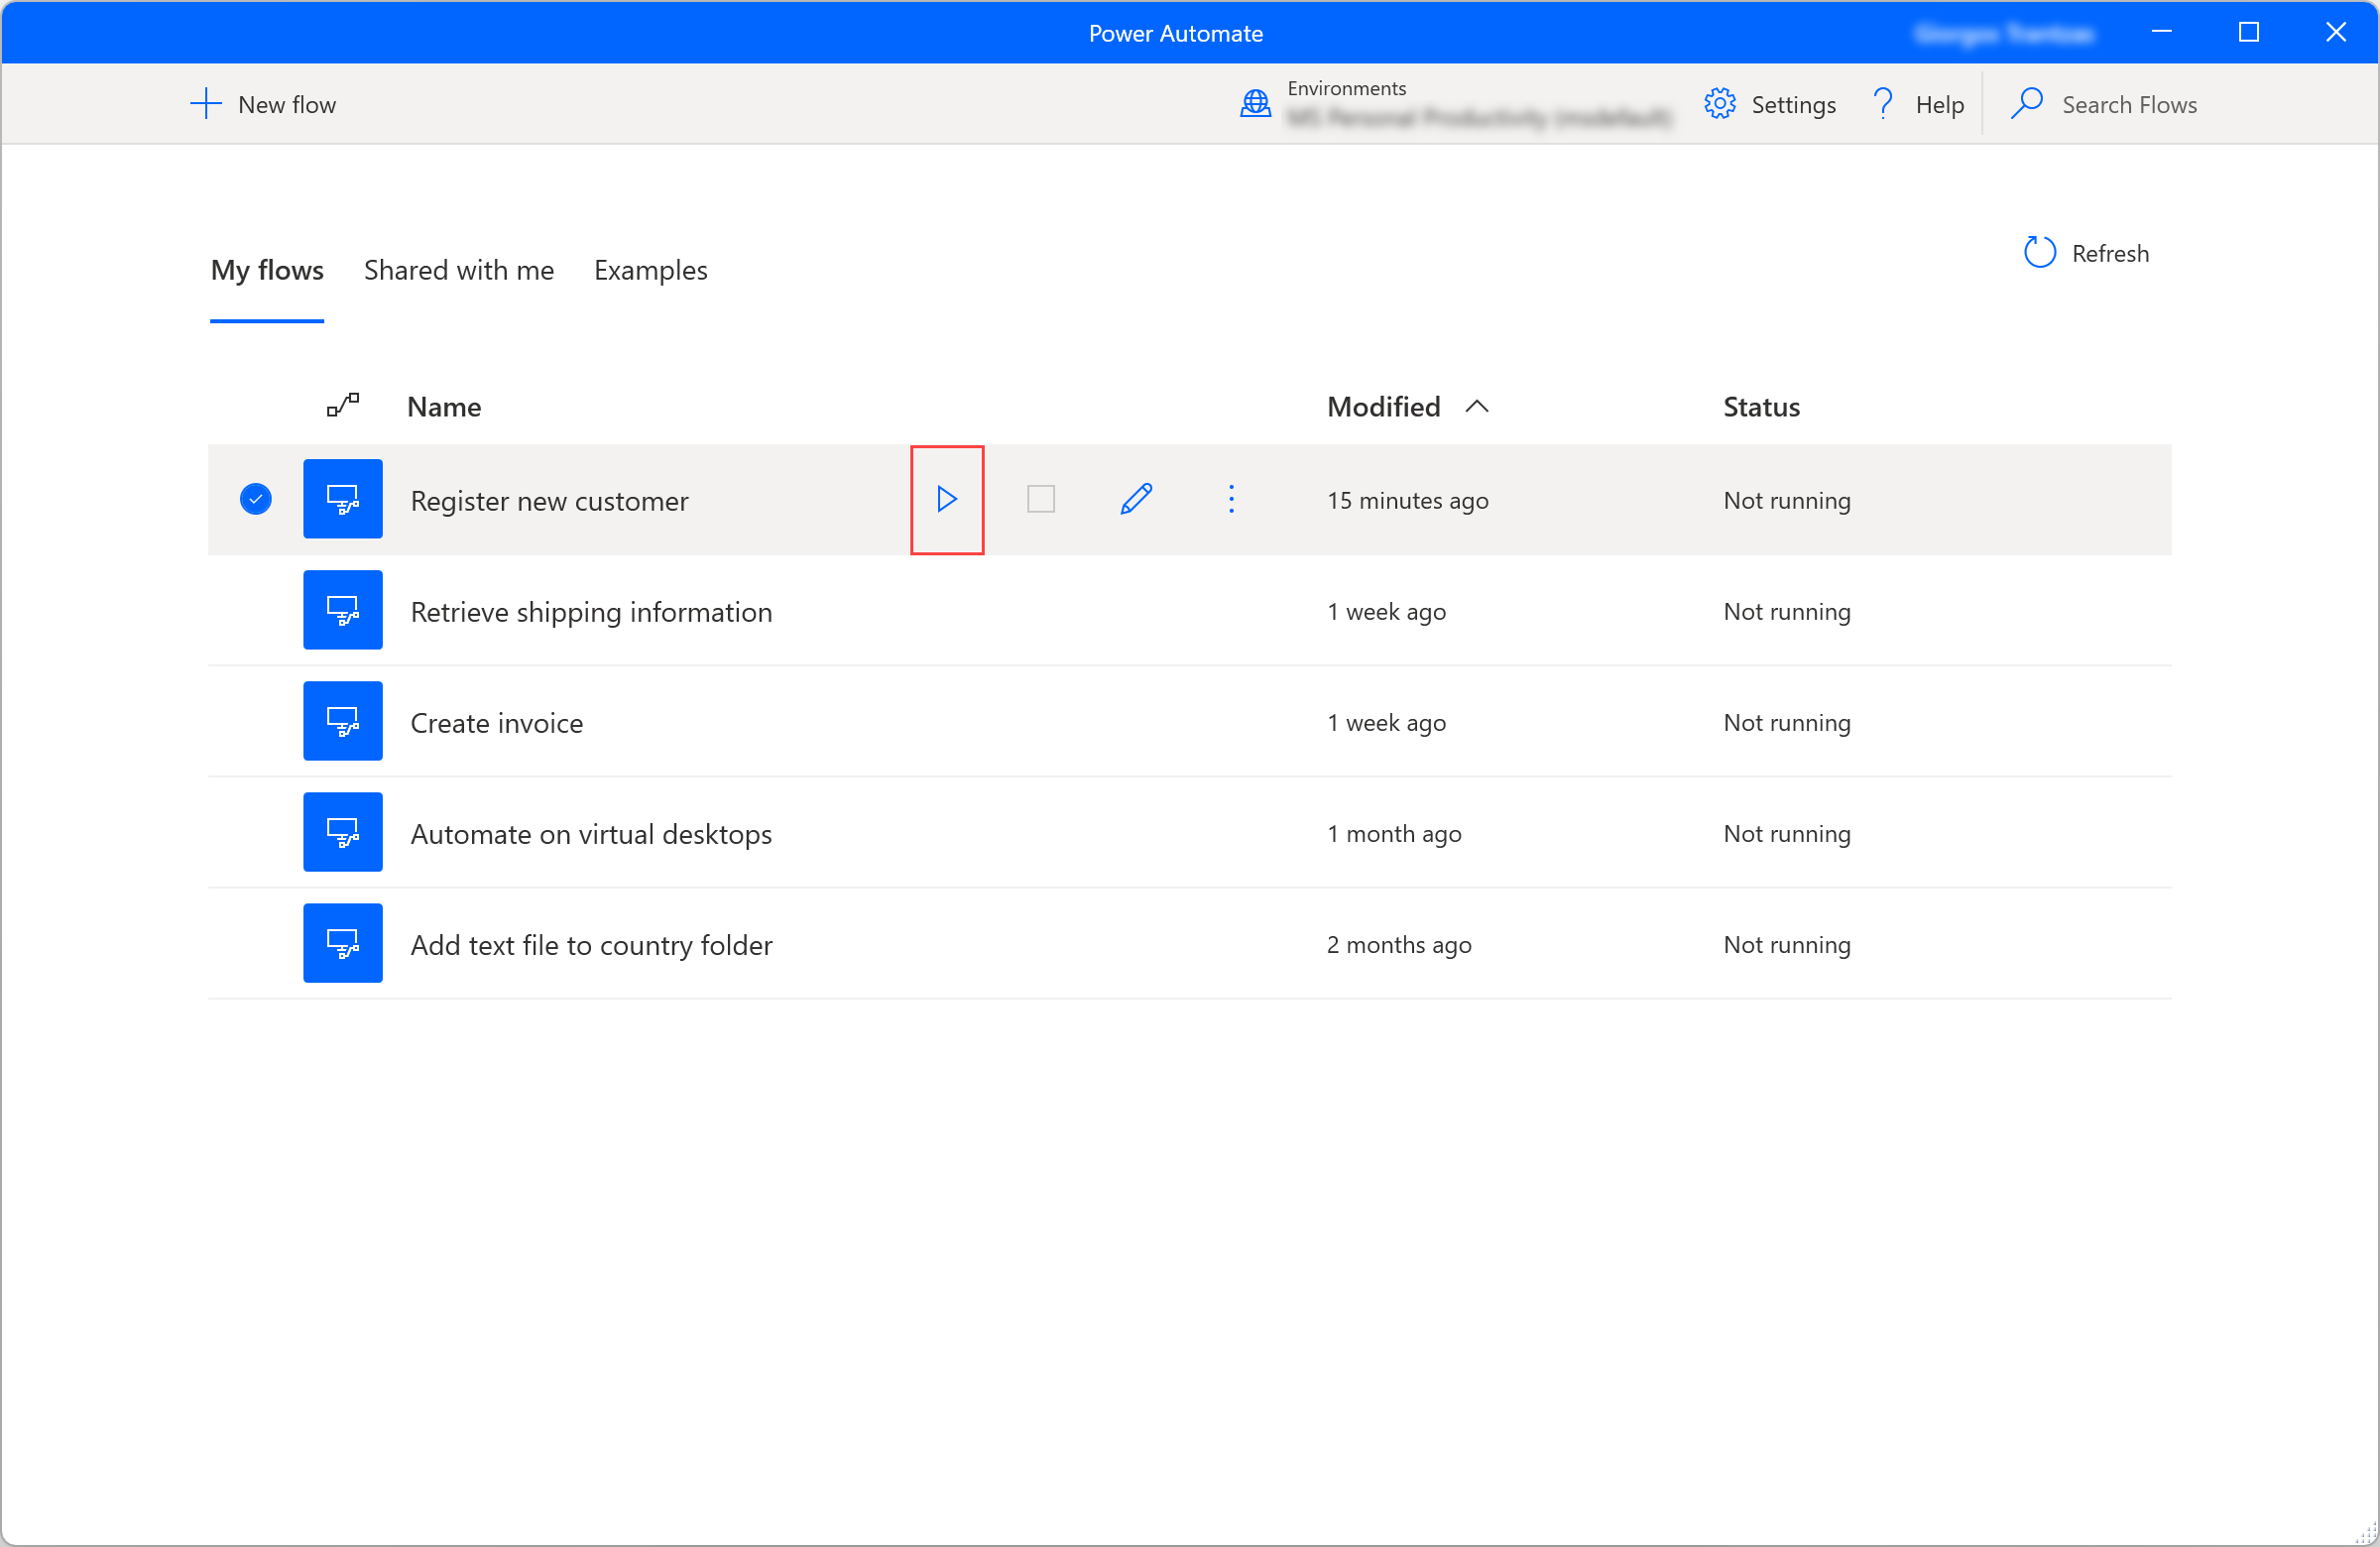 Power Automate
New flow
Environments
Settings
Help
Search Flows
My flows
Shared with me
Examples
Refresh
Name
Modified
Status
Register new customer
15 minutes ago
Not running
Retrieve shipping information
1 week ago
Not running
Create invoice
1 week ago
Not running
Automate on virtual desktops
1 month ago
Not running
Add text file to country folder
2 months ago
Not running